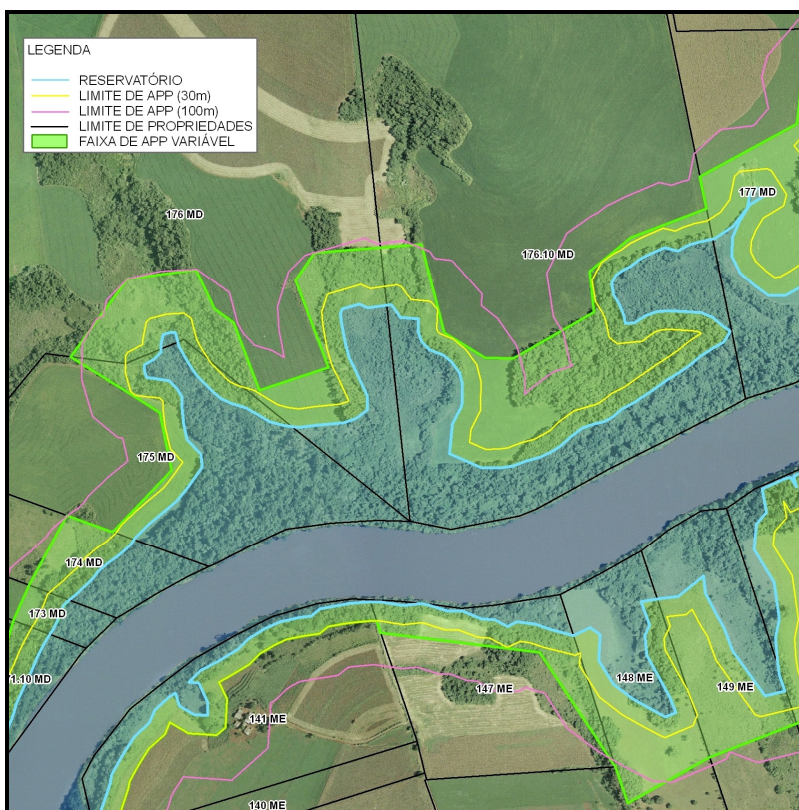 LEGENDA
RESERVATÓRIO
LIMITE DE APP (30m)
LIMITE DE APP (100m)
LIMITE DE PROPRIEDADES
FAIXA DE APP VARIÁVEL
177 MD
176 MD
176.10 MD
175 MD
174 MD
173 MD
1.10 MD
148 ME
149 ME
147 ME
141 ME
140 ME